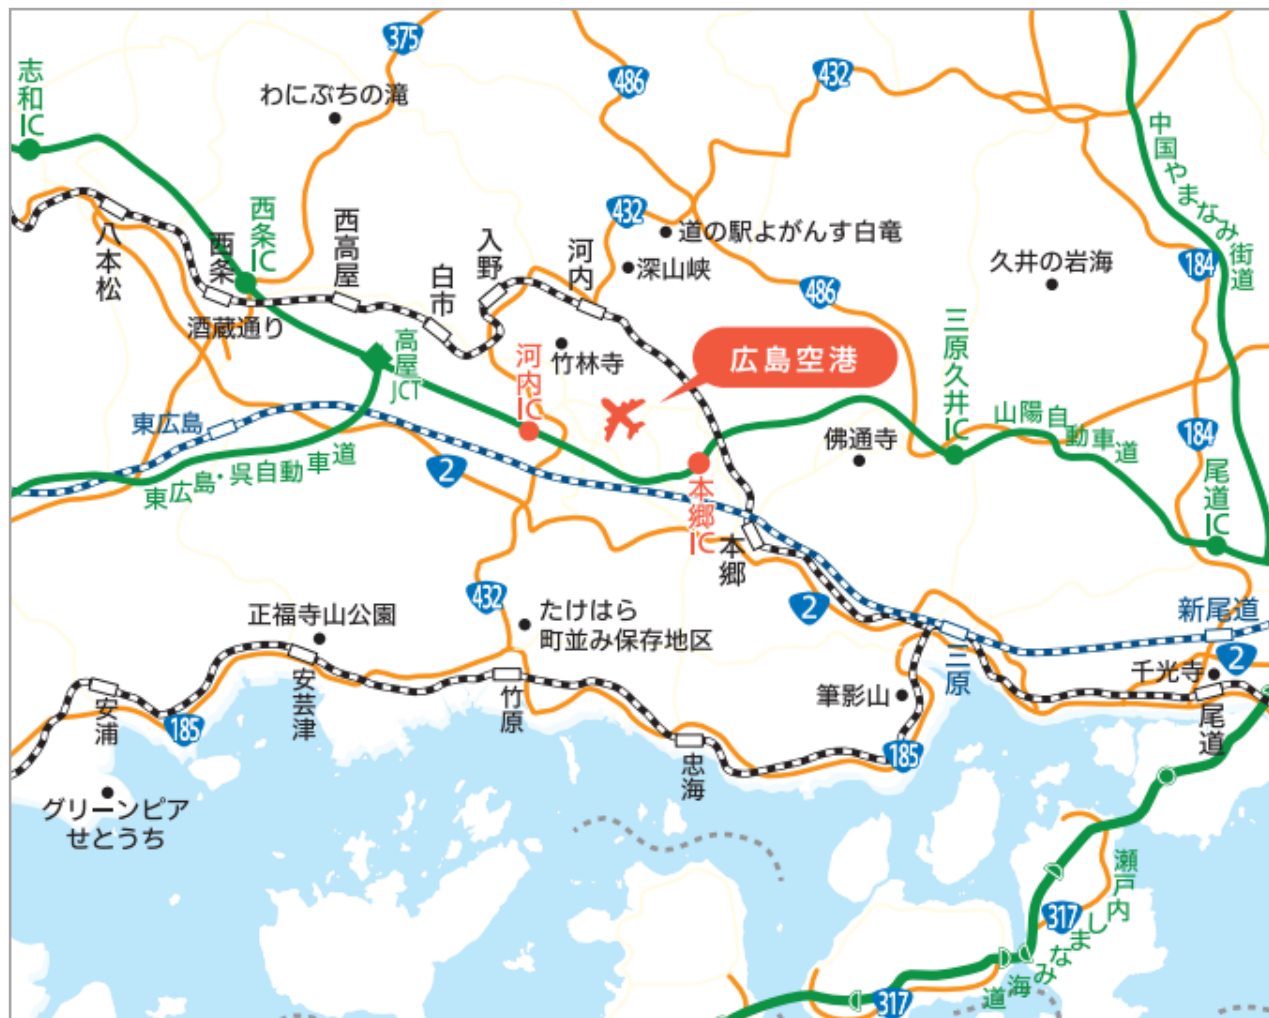 375
486
432
志和IC
わにぶちの滝
中国やまなみ街道
西条IC
西高屋
432
道の駅よがんす白竜
八本松
西条
入野
河内
深山峡
久井の岩海
184
白市
486
酒蔵通り
高屋JCT
河内IC
竹林寺
広島空港
三原久井IC
東広島
山陽自動車道
184
佛通寺
2
東広島・呉自動車道
本郷IC
尾道IC
本郷
432
たけはら
町並み保存地区
2
正福寺山公園
新尾道
2
三原
千光寺
安浦
安芸津
竹原
筆影山
尾道
185
185
忠海
グリーンピア
せとうち
瀬戸内しまなみ海道
317
317